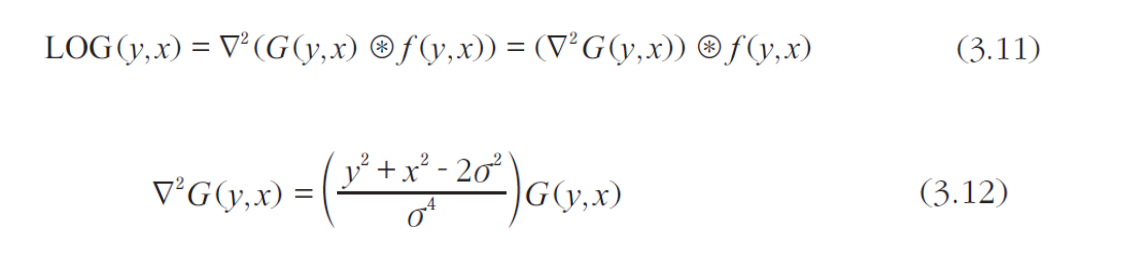 LOG(y,x) = ∇²(G(y,x) ⊛ f(y,x)) = (∇²G(y,x)) ⊛ f(y,x) (3.11)
∇²G(y,x) = ((y² + x² - 2σ²) / σ⁴) G(y,x) (3.12)